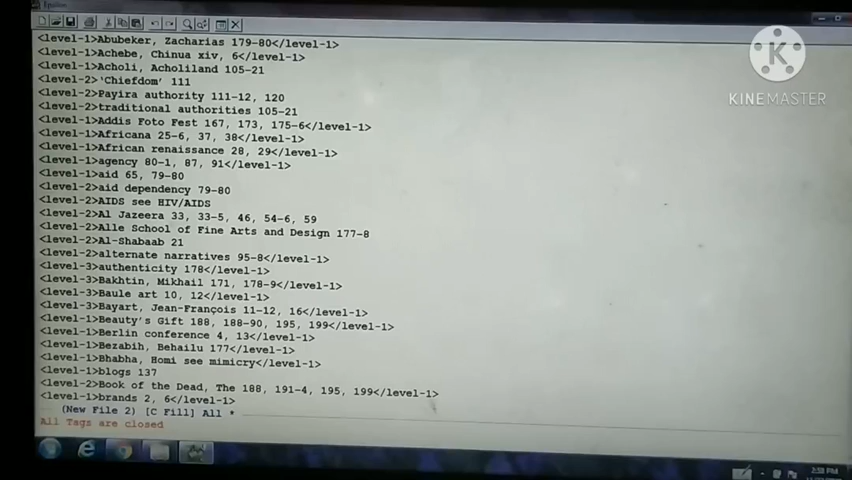 Epsilon
<level-1>Abubeker, Zacharias 179-80</level-1>
<level-1>Achebe, Chinua xiv, 6</level-1>
<level-1>Acholi, Acholiland 105-21
<level-2>'Chiefdom' 111
<level-2>Payira authority 111-12, 120
<level-2>traditional authorities 105-21
<level-1>Addis Foto Fest 167, 173, 175-6</level-1>
<level-1>Africana 25-6, 37, 38</level-1>
<level-1>African renaissance 28, 29</level-1>
<level-1>agency 80-1, 87, 91</level-1>
<level-1>aid 65, 79-80
<level-2>aid dependency 79-80
<level-2>AIDS see HIV/AIDS
<level-2>Al Jazeera 33, 33-5, 46, 54-6, 59
<level-2>Alle School of Fine Arts and Design 177-8
<level-2>Al-Shabaab 21
<level-2>alternate narratives 95-8</level-1>
<level-3>authenticity 178</level-1>
<level-3>Bakhtin, Mikhail 171, 178-9</level-1>
<level-3>Baule art 10, 12</level-1>
<level-3>Bayart, Jean-François 11-12, 16</level-1>
<level-1>Beauty's Gift 188, 188-90, 195, 199</level-1>
<level-1>Berlin conference 4, 13</level-1>
<level-1>Bezabih, Behailu 177</level-1>
<level-1>Bhabha, Homi see mimicry</level-1>
<level-1>blogs 137
<level-2>Book of the Dead, The 188, 191-4, 195, 199</level-1>
<level-1>brands 2, 6</level-1>
(New File 2) [C Fill] All *
All Tags are closed
2:58 PM
K
KINEMASTER